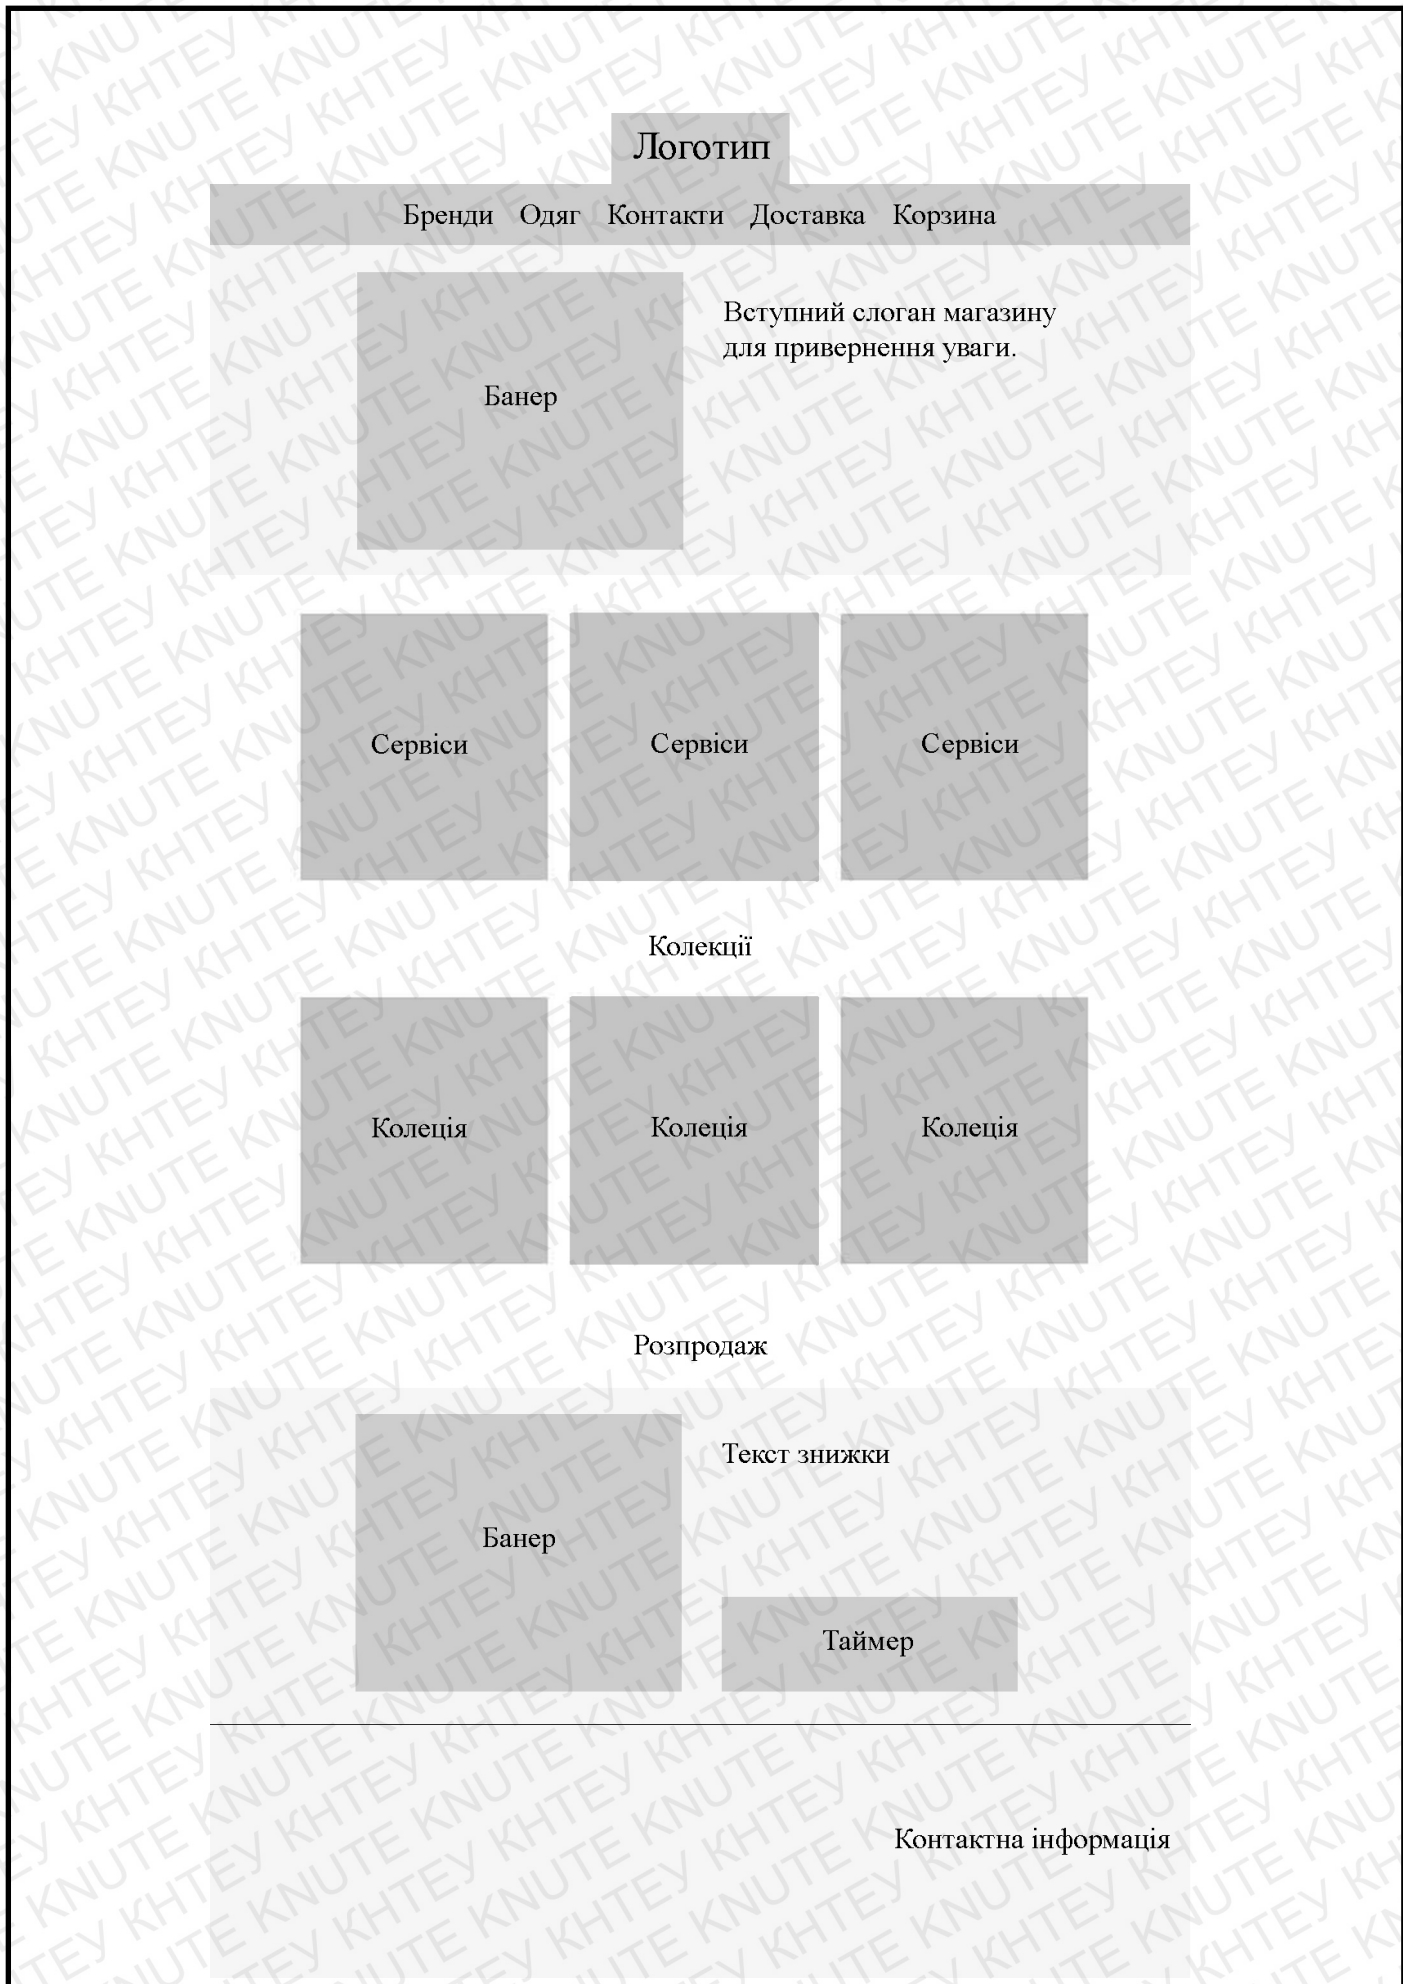 Логотип
Бренди Одяг Контакти Доставка Корзина
Вступний слоган магазину
для привернення уваги.
Банер
Сервіси Сервіси Сервіси
Колекції
Колеція Колеція Колеція
Розпродаж
Текст знижки
Банер
Таймер
Контактна інформація